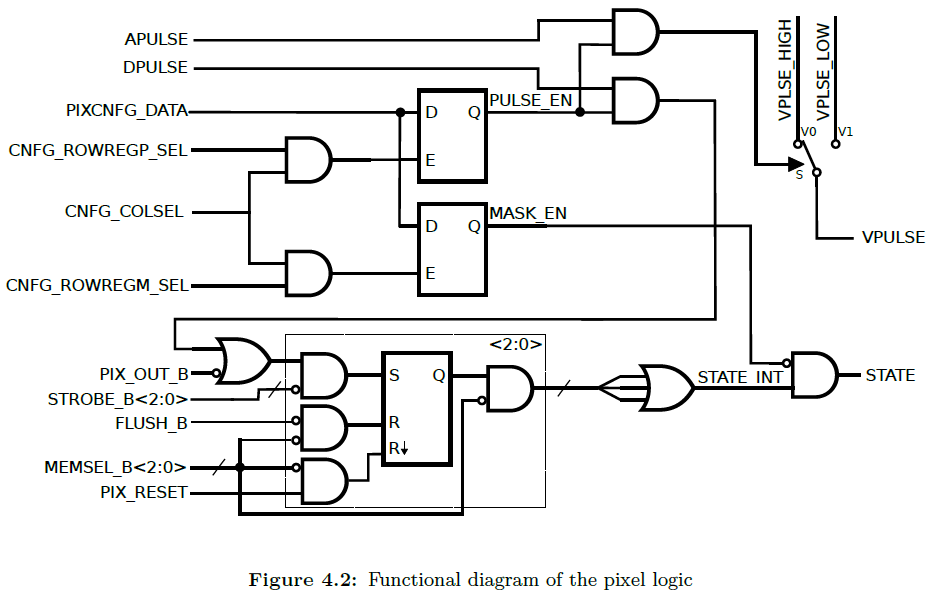 APULSE
DPULSE
PIXCNFG_DATA
CNFG_ROWREGP_SEL
CNFG_COLSEL
CNFG_ROWREGM_SEL
D Q PULSE_EN
E
D Q MASK_EN
E
VPLSE_HIGH
VPLSE_LOW
V0 V1
S
VPULSE
<2:0>
PIX_OUT_B
STROBE_B<2:0>
FLUSH_B
MEMSEL_B<2:0>
PIX_RESET
S Q
R
R↓
STATE_INT
STATE
Figure 4.2: Functional diagram of the pixel logic